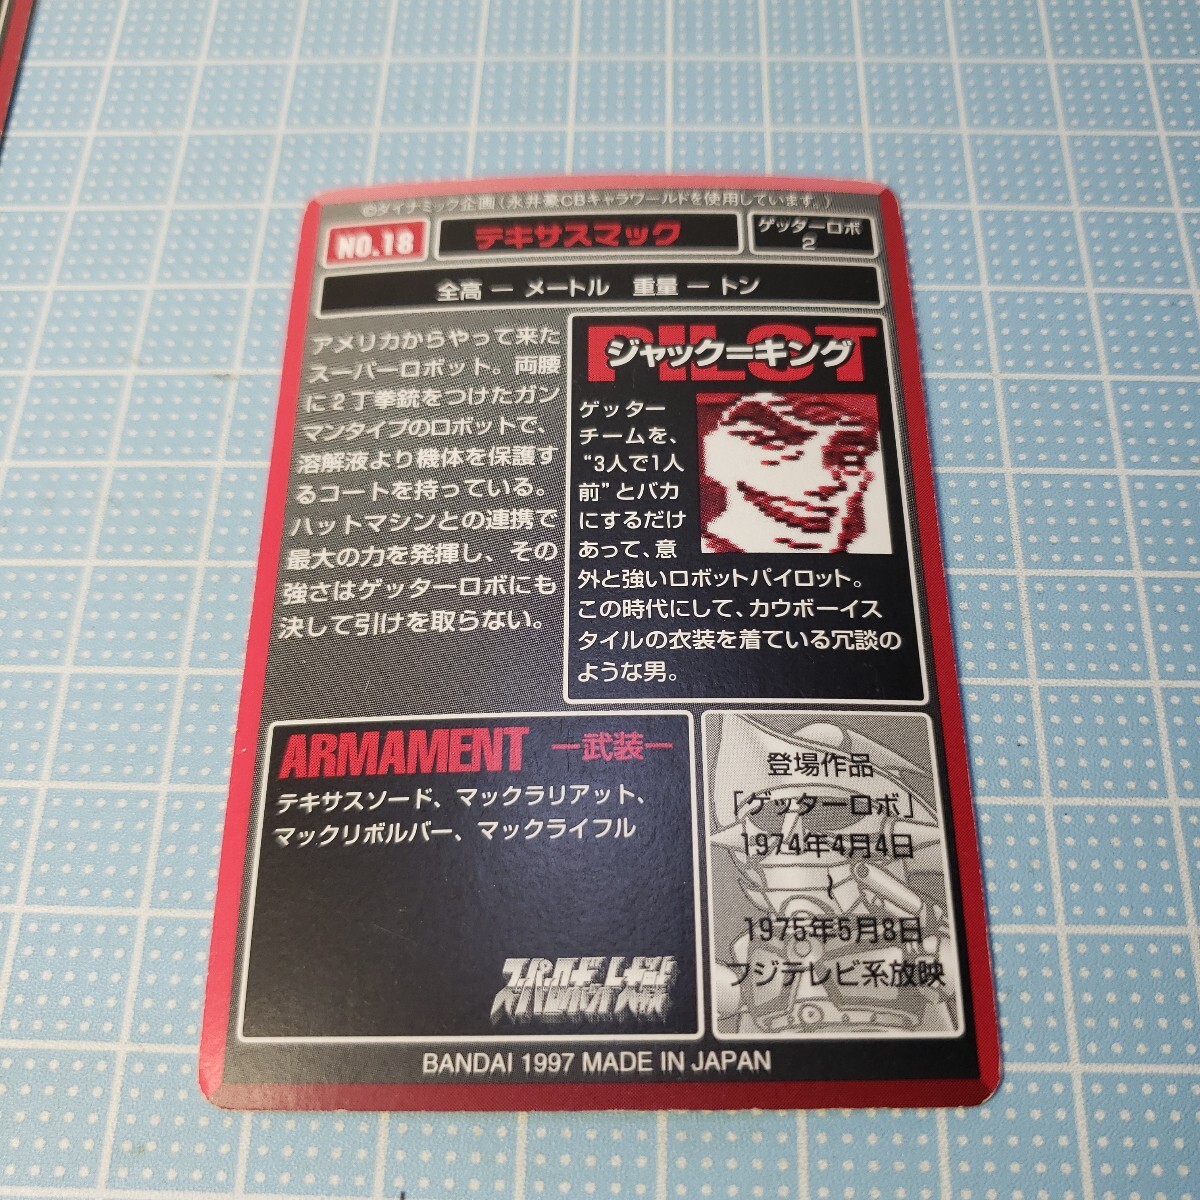 ©ダイナミック企画(永井豪CBキャラワールドを使用しています。)
NO.18
テキサスマック
ゲッターロボ
2
全高 ー メートル 重量 ー トン
アメリカからやって来た
スーパーロボット。両腰
に2丁拳銃をつけたガン
マンタイプのロボットで、
溶解液より機体を保護す
るコートを持っている。
ハットマシンとの連携で
最大の力を発揮し、その
強さはゲッターロボにも
決して引けを取らない。
PILOT
ジャック=キング
ゲッター
チームを、
“3人で1人
前”とバカ
にするだけ
あって、意
外と強いロボットパイロット。
この時代にして、カウボーイス
タイルの衣装を着ている冗談の
ような男。
ARMAMENT ー武装ー
テキサスソード、マックラリアット、
マックリボルバー、マックライフル
スーパーロボット大戦
登場作品
「ゲッターロボ」
1974年4月4日
~
1975年5月8日
フジテレビ系放映
BANDAI 1997 MADE IN JAPAN